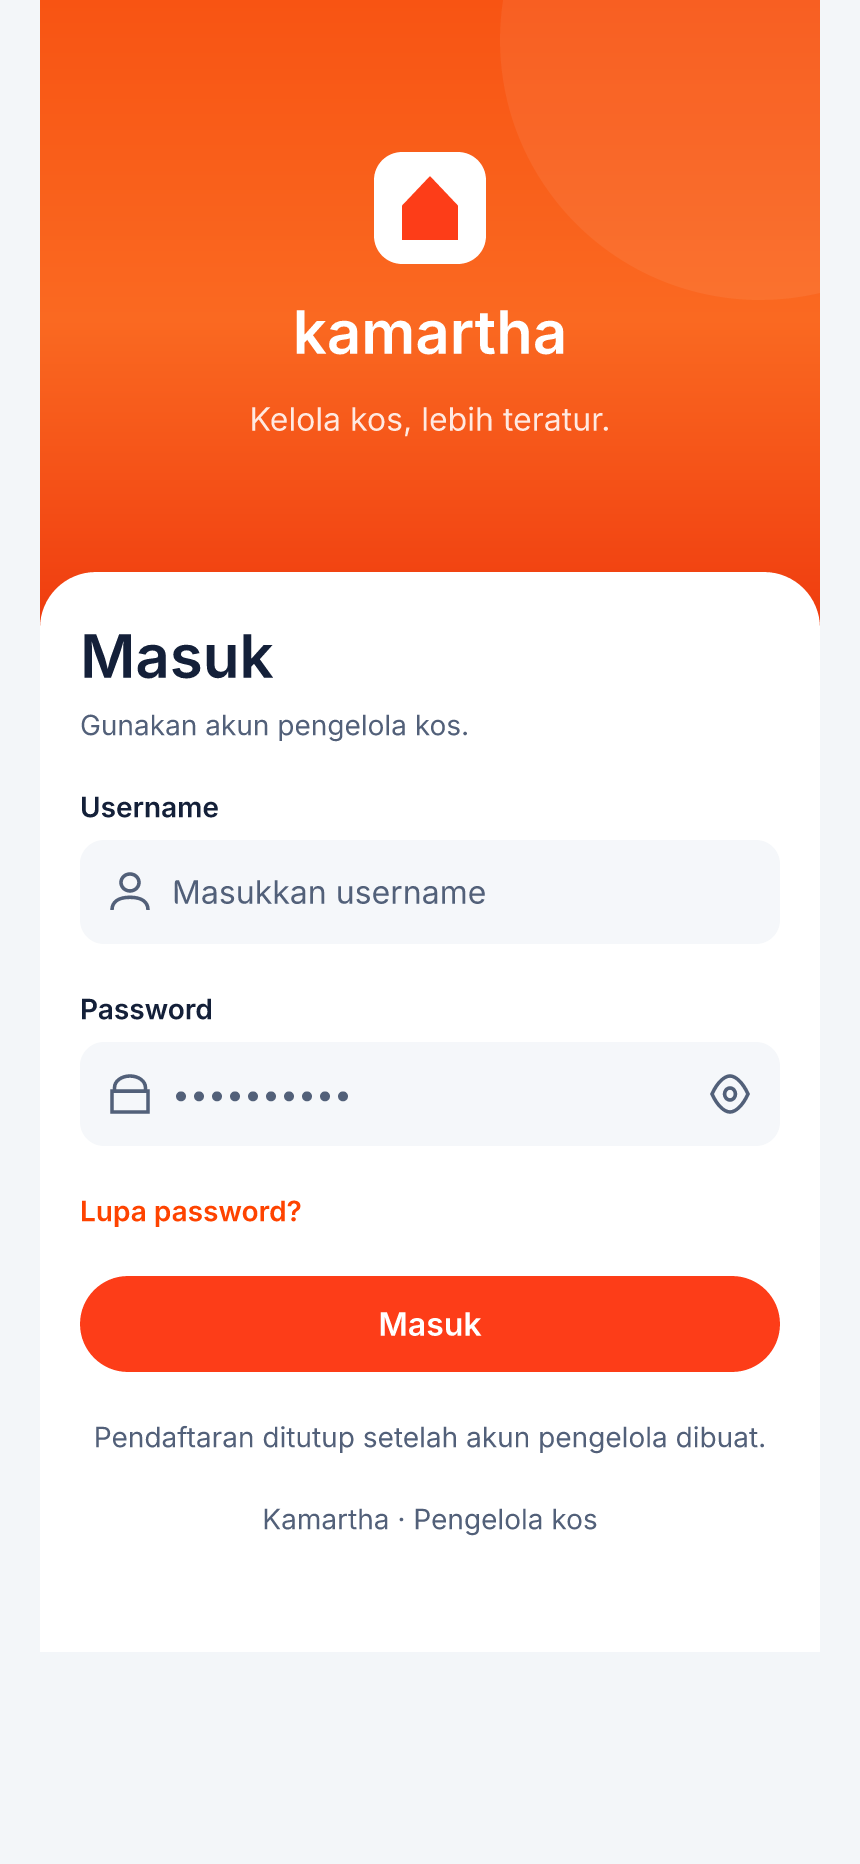 kamartha
Kelola kos, lebih teratur.
Masuk
Gunakan akun pengelola kos.
Username
Masukkan username
Password
••••••••••
Lupa password?
Masuk
Pendaftaran ditutup setelah akun pengelola dibuat.
Kamartha · Pengelola kos